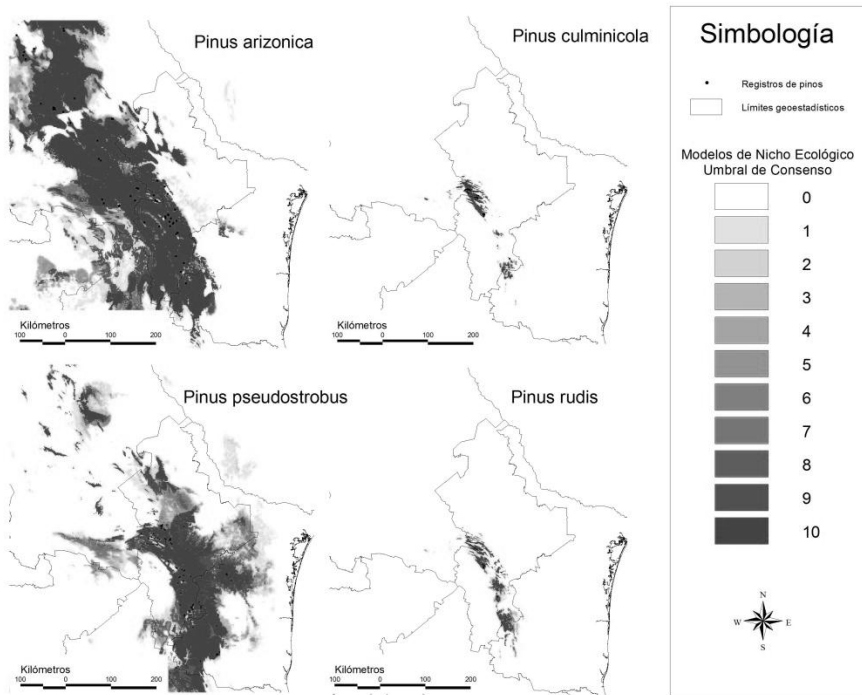 Pinus arizonica
Kilómetros
100 0 100 200
Pinus culminicola
Kilómetros
100 0 100 200
Pinus pseudostrobus
Kilómetros
100 0 100 200
Pinus rudis
Kilómetros
100 0 100 200
Simbología
Registros de pinos
Límites geoestadísticos
Modelos de Nicho Ecológico
Umbral de Consenso
0
1
2
3
4
5
6
7
8
9
10
N
W E
S